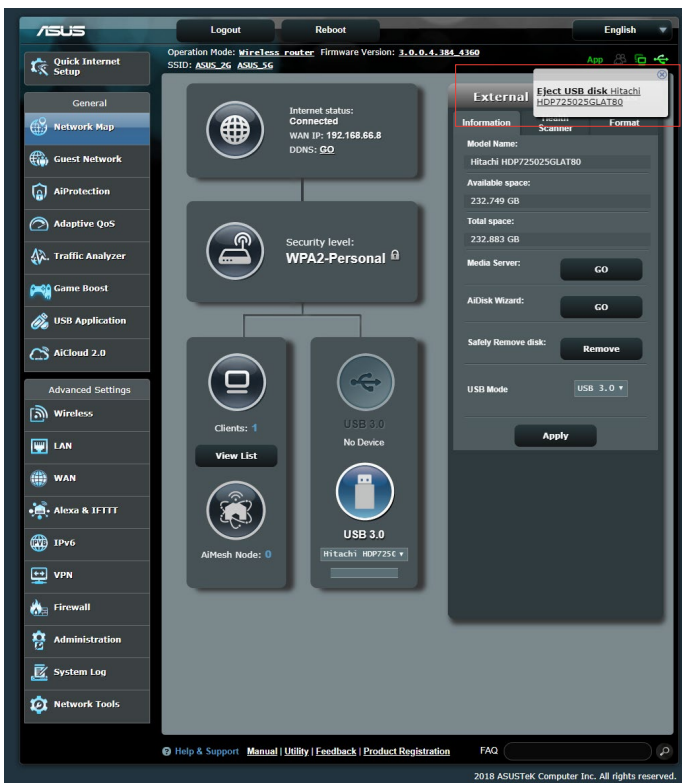 ASUS
Logout
Reboot
English
Quick Internet
Setup
Operation Mode: Wireless router Firmware Version: 3.0.0.4.384_4360
SSID: ASUS_2G ASUS_5G
App
General
Network Map
Guest Network
AiProtection
Adaptive QoS
Traffic Analyzer
Game Boost
USB Application
AiCloud 2.0
Advanced Settings
Wireless
LAN
WAN
Alexa & IFTTT
IPv6
VPN
Firewall
Administration
System Log
Network Tools
Internet status:
Connected
WAN IP: 192.168.66.8
DDNS: GO
Security level:
WPA2-Personal
Clients: 1
View List
AiMesh Node: 0
USB 3.0
No Device
USB 3.0
Hitachi HDP725C
External
Eject USB disk Hitachi
HDP725025GLAT80
Information
Health
Scanner
Format
Model Name:
Hitachi HDP725025GLAT80
Available space:
232.749 GB
Total space:
232.883 GB
Media Server:
GO
AiDisk Wizard:
GO
Safely Remove disk:
Remove
USB Mode
USB 3.0
Apply
Help & Support Manual | Utility | Feedback | Product Registration
FAQ
2018 ASUSTeK Computer Inc. All rights reserved.